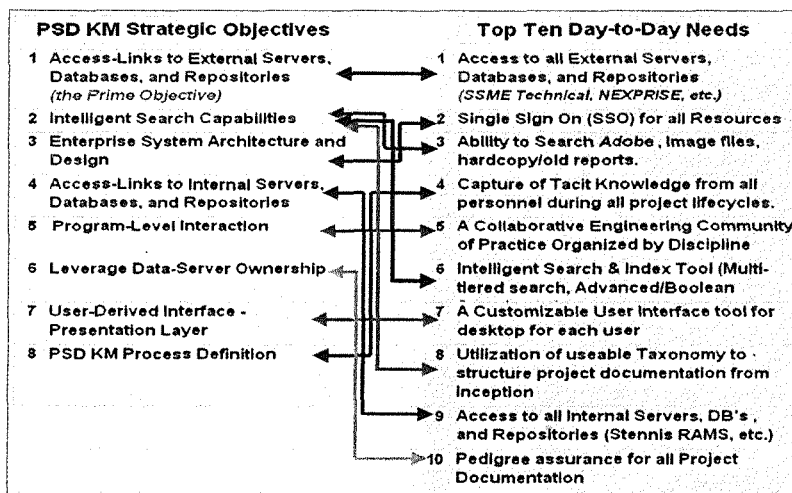 PSD KM Strategic Objectives
1 Access-Links to External Servers,
Databases, and Repositories
(the Prime Objective)
2 Intelligent Search Capabilities
3 Enterprise System Architecture and
Design
4 Access-Links to Internal Servers,
Databases, and Repositories
5 Program-Level Interaction
6 Leverage Data-Server Ownership
7 User-Derived Interface -
Presentation Layer
8 PSD KM Process Definition
Top Ten Day-to-Day Needs
1 Access to all External Servers,
Databases, and Repositories
(SSME Technical, NEXPRISE, etc.)
2 Single Sign On (SSO) for all Resources
3 Ability to Search Adobe, Image files,
hardcopy/old reports.
4 Capture of Tacit Knowledge from all
personnel during all project lifecycles.
5 A Collaborative Engineering Community
of Practice Organized by Discipline
6 Intelligent Search & Index Tool (Multi-
tiered search, Advanced/Boolean
7 A Customizable User Interface tool for
desktop for each user
8 Utilization of useable Taxonomy to
structure project documentation from
inception
9 Access to all Internal Servers, DB's,
and Repositories (Stennis RAMS, etc.)
10 Pedigree assurance for all Project
Documentation